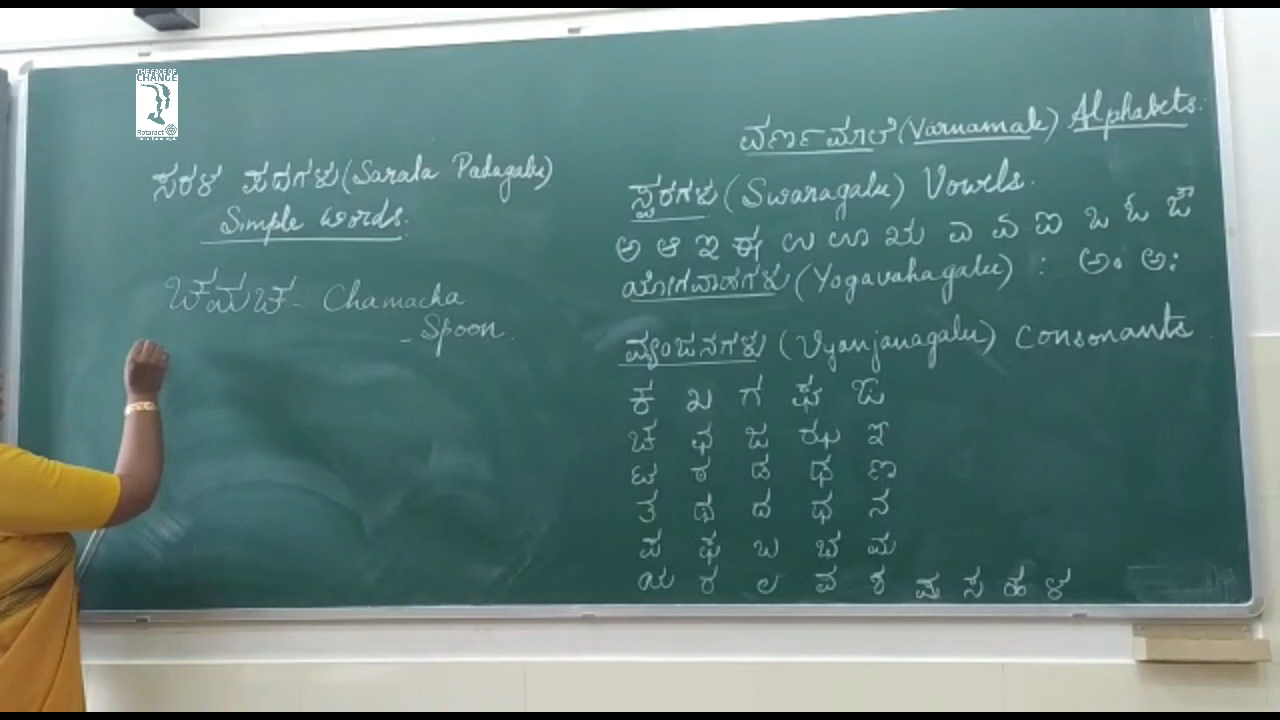 THE FACE OF
CHANGE
Rotaract
ಸರಳ ಪದಗಳು (Sarala Padagalu)
Simple words.
ಚಮಚ - Chamacha
- Spoon.
ವರ್ಣಮಾಲೆ (Varnamale) Alphabets.
ಸ್ವರಗಳು (Swaragalu) Vowels.
ಅ ಆ ಇ ಈ ಉ ಊ ಋ ಎ ಏ ಐ ಒ ಓ ಔ
ಯೋಗವಾಹಗಳು (Yogavahagalu) : ಅಂ ಅಃ
ವ್ಯಂಜನಗಳು (Vyanjanagalu) Consonants
ಕ ಖ ಗ ಘ ಙ
ಚ ಛ ಜ ಝ ಞ
ಟ ಠ ಡ ಢ ಣ
ತ ಥ ದ ಧ ನ
ಪ ಫ ಬ ಭ ಮ
ಯ ರ ಲ ವ ಶ ಷ ಸ ಹ ಳ